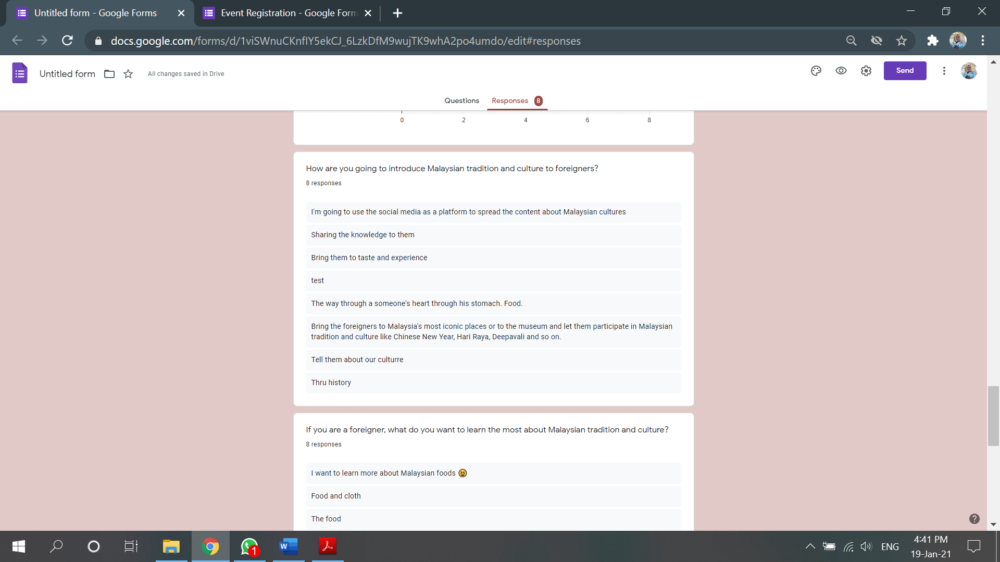 Untitled form - Google Forms
Event Registration - Google Form
docs.google.com/forms/d/1viSWnuCKnflY5ekCJ_6LzkDfM9wujTK9whA2po4umdo/edit#responses
Untitled form
All changes saved in Drive
Send
Questions
Responses 8
0 2 4 6 8
How are you going to introduce Malaysian tradition and culture to foreigners?
8 responses
I'm going to use the social media as a platform to spread the content about Malaysian cultures
Sharing the knowledge to them
Bring them to taste and experience
test
The way through a someone's heart through his stomach. Food.
Bring the foreigners to Malaysia's most iconic places or to the museum and let them participate in Malaysian
tradition and culture like Chinese New Year, Hari Raya, Deepavali and so on.
Tell them about our culturre
Thru history
If you are a foreigner, what do you want to learn the most about Malaysian tradition and culture?
8 responses
I want to learn more about Malaysian foods 😆
Food and cloth
The food
1
W
ENG
4:41 PM
19-Jan-21